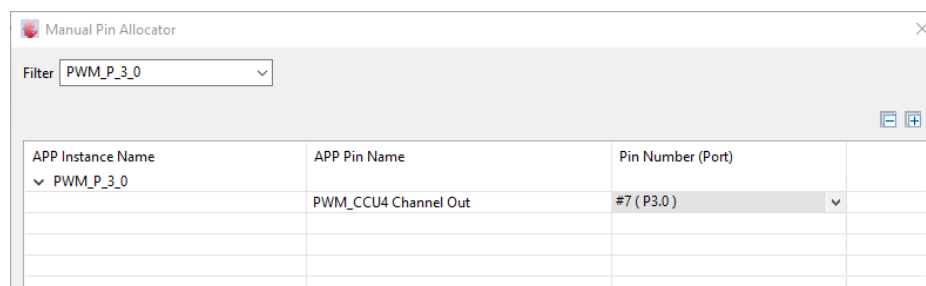 Manual Pin Allocator
Filter PWM_P_3_0
APP Instance Name APP Pin Name Pin Number (Port)
PWM_P_3_0
PWM_CCU4 Channel Out #7 ( P3.0 )